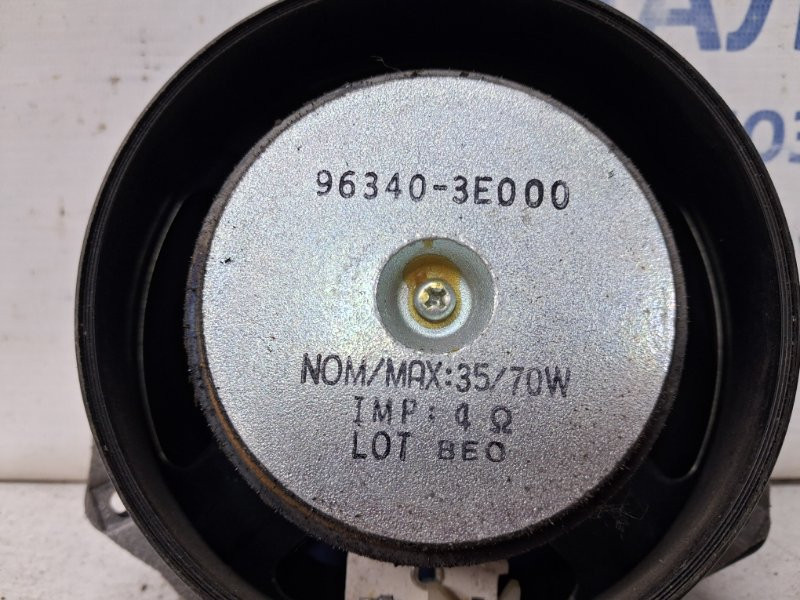 96340-3E000
NOM/MAX:35/70W
IMP: 4 Ω
LOT BEO